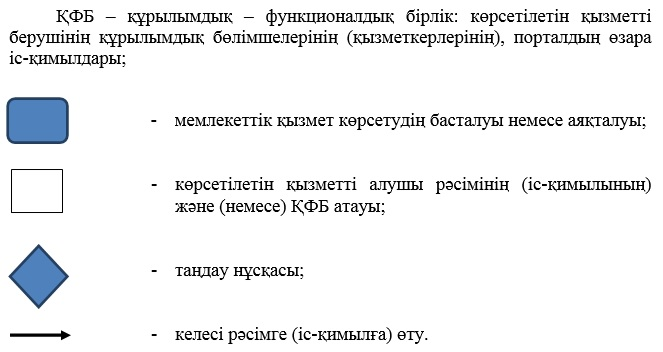 ҚФБ – құрылымдық – функционалдық бірлік: көрсетілетін қызметті
берушінің құрылымдық бөлімшелерінің (қызметкерлерінің), порталдың өзара
іс-қимылдары;
- мемлекеттік қызмет көрсетудің басталуы немесе аяқталуы;
- көрсетілетін қызметті алушы рәсімінің (іс-қимылының)
және (немесе) ҚФБ атауы;
- таңдау нұсқасы;
- келесі рәсімге (іс-қимылға) өту.